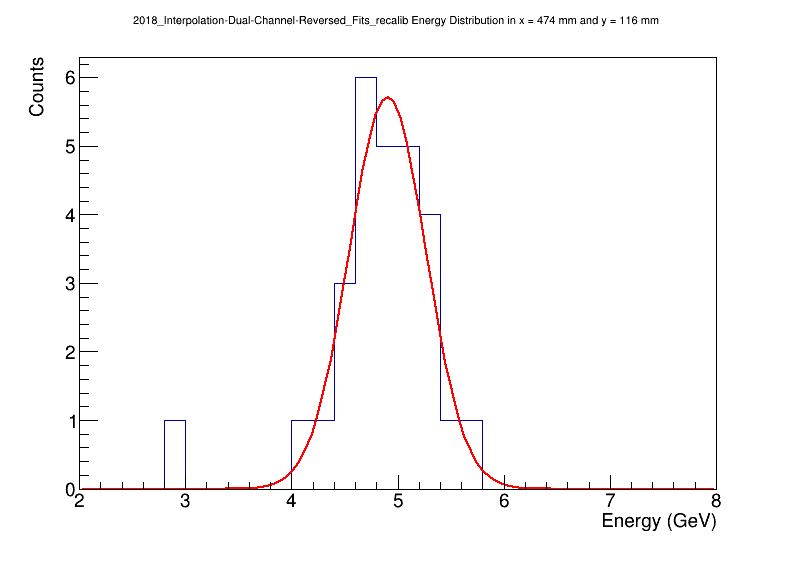 2018_Interpolation-Dual-Channel-Reversed_Fits_recalib Energy Distribution in x = 474 mm and y = 116 mm
Counts
6
5
4
3
2
1
0
2 3 4 5 6 7 8
Energy (GeV)